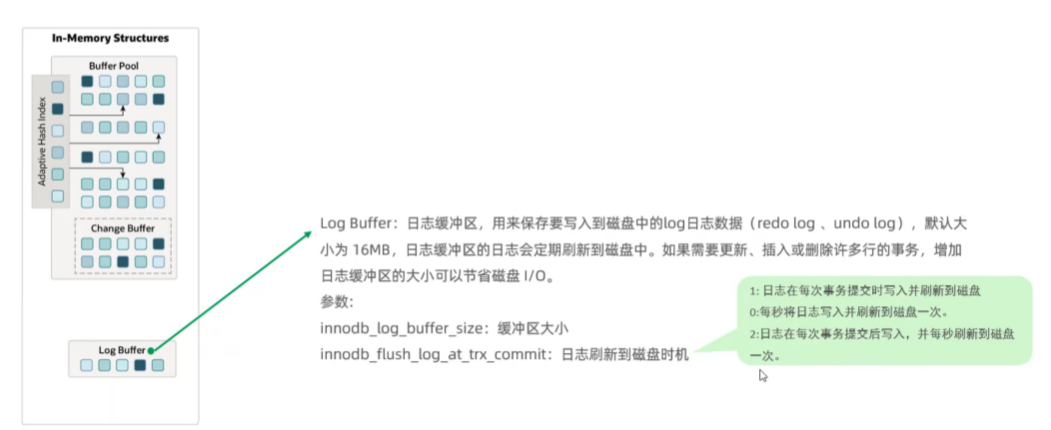 In-Memory Structures
Buffer Pool
Adaptive Hash Index
Change Buffer
Log Buffer
Log Buffer：日志缓冲区，用来保存要写入到磁盘中的log日志数据（redo log 、undo log），默认大
小为 16MB，日志缓冲区的日志会定期刷新到磁盘中。如果需要更新、插入或删除许多行的事务，增加
日志缓冲区的大小可以节省磁盘 I/O。
参数：
innodb_log_buffer_size：缓冲区大小
innodb_flush_log_at_trx_commit：日志刷新到磁盘时机
1: 日志在每次事务提交时写入并刷新到磁盘
0:每秒将日志写入并刷新到磁盘一次。
2:日志在每次事务提交后写入，并每秒刷新到磁盘
一次。